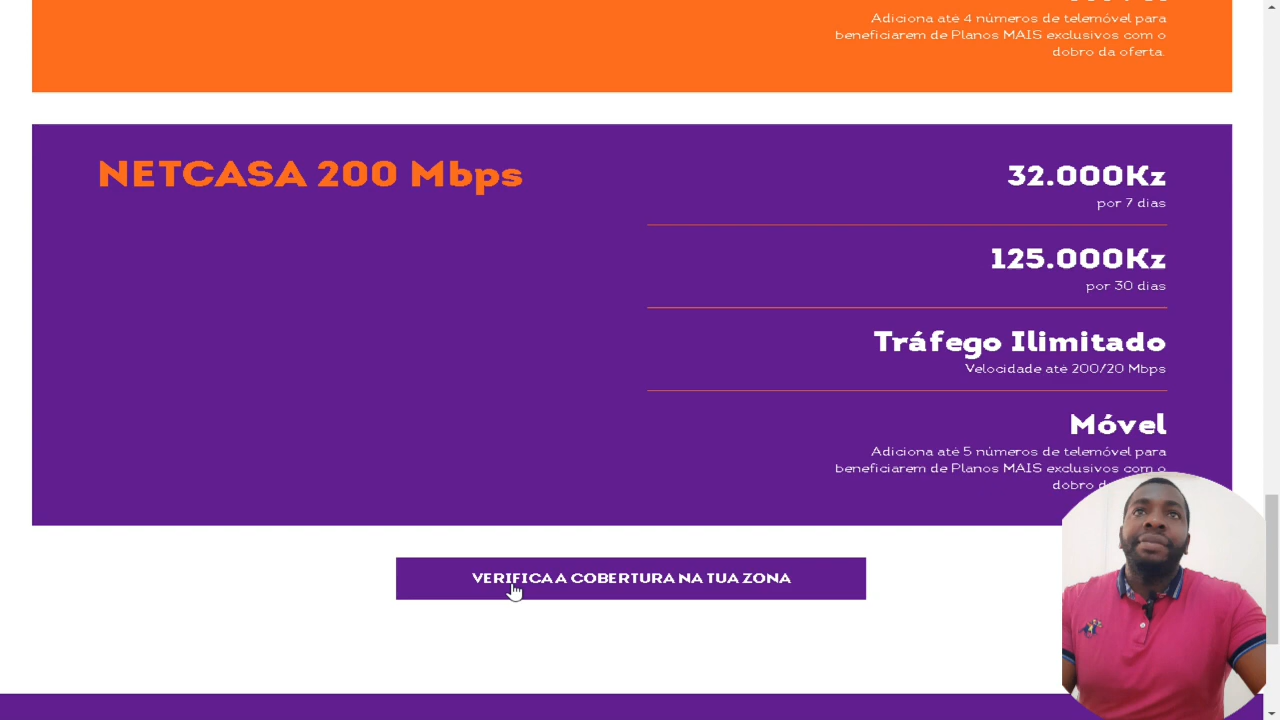 Adiciona até 4 números de telemóvel para
beneficiarem de Planos MAIS exclusivos com o
dobro da oferta.
NETCASA 200 Mbps
32.000Kz
por 7 dias
125.000Kz
por 30 dias
Tráfego Ilimitado
Velocidade até 200/20 Mbps
Móvel
Adiciona até 5 números de telemóvel para
beneficiarem de Planos MAIS exclusivos com o
dobro
VERIFICA A COBERTURA NA TUA ZONA